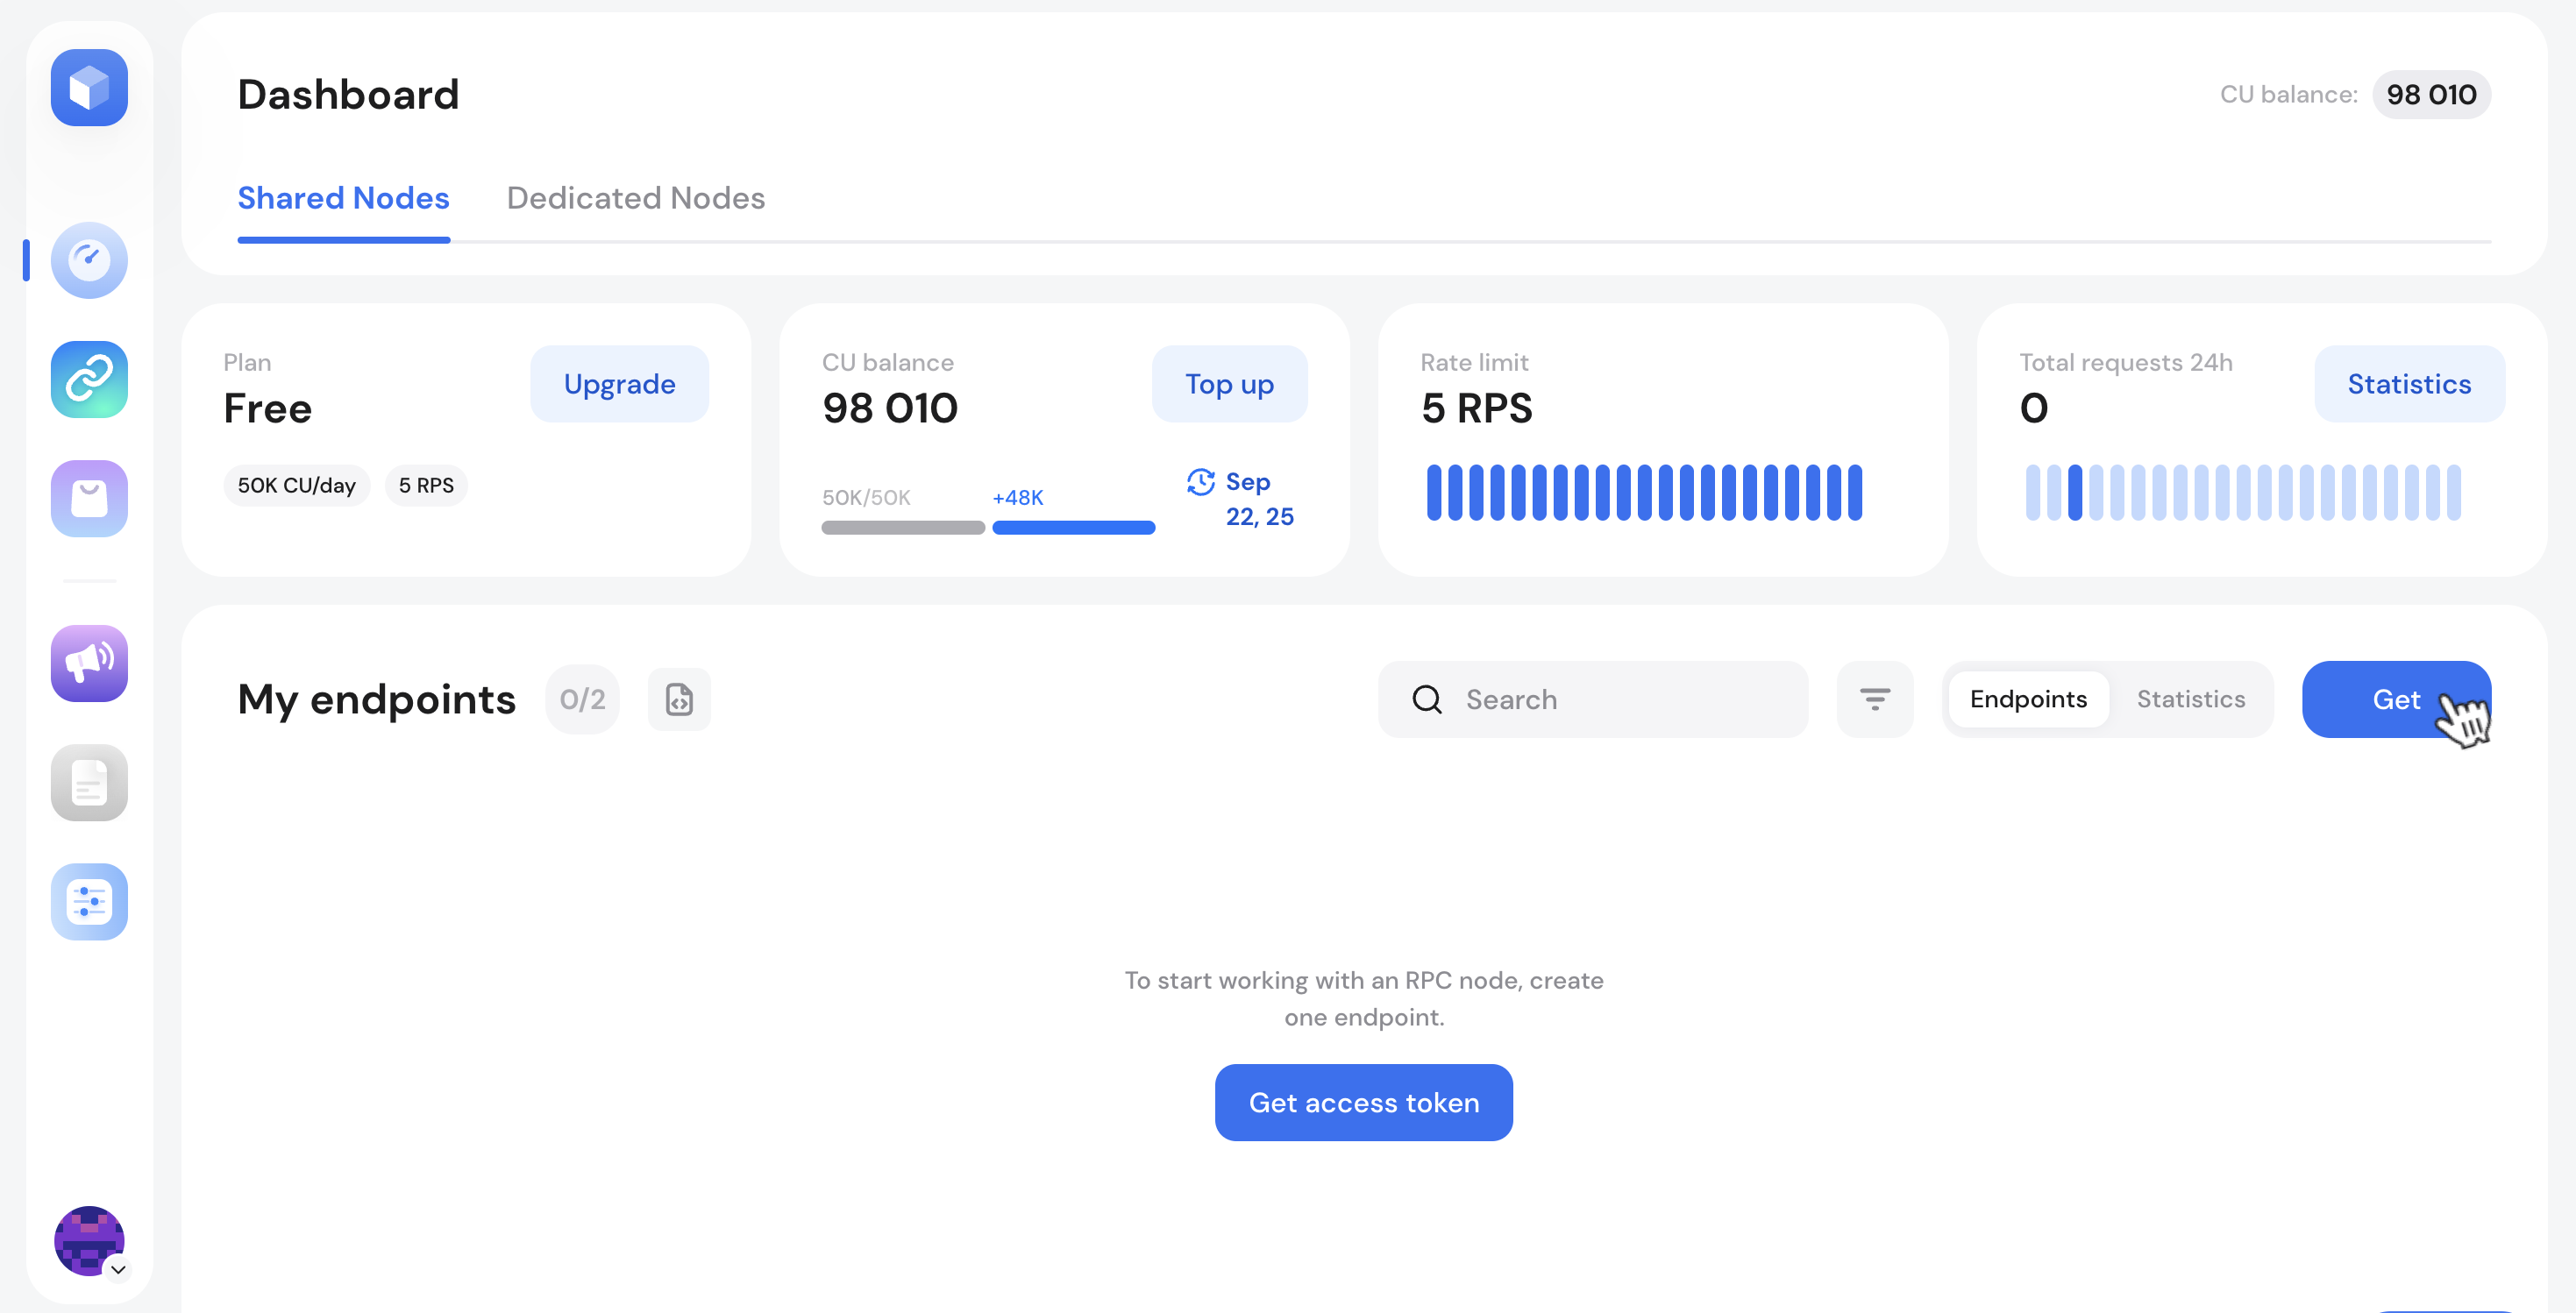 Dashboard
CU balance: 98 010
Shared Nodes Dedicated Nodes
Plan
Free
Upgrade
50K CU/day 5 RPS
CU balance
98 010
Top up
50K/50K +48K
Sep
22, 25
Rate limit
5 RPS
Total requests 24h
0
Statistics
My endpoints 0/2
Search
Endpoints Statistics
Get
To start working with an RPC node, create
one endpoint.
Get access token